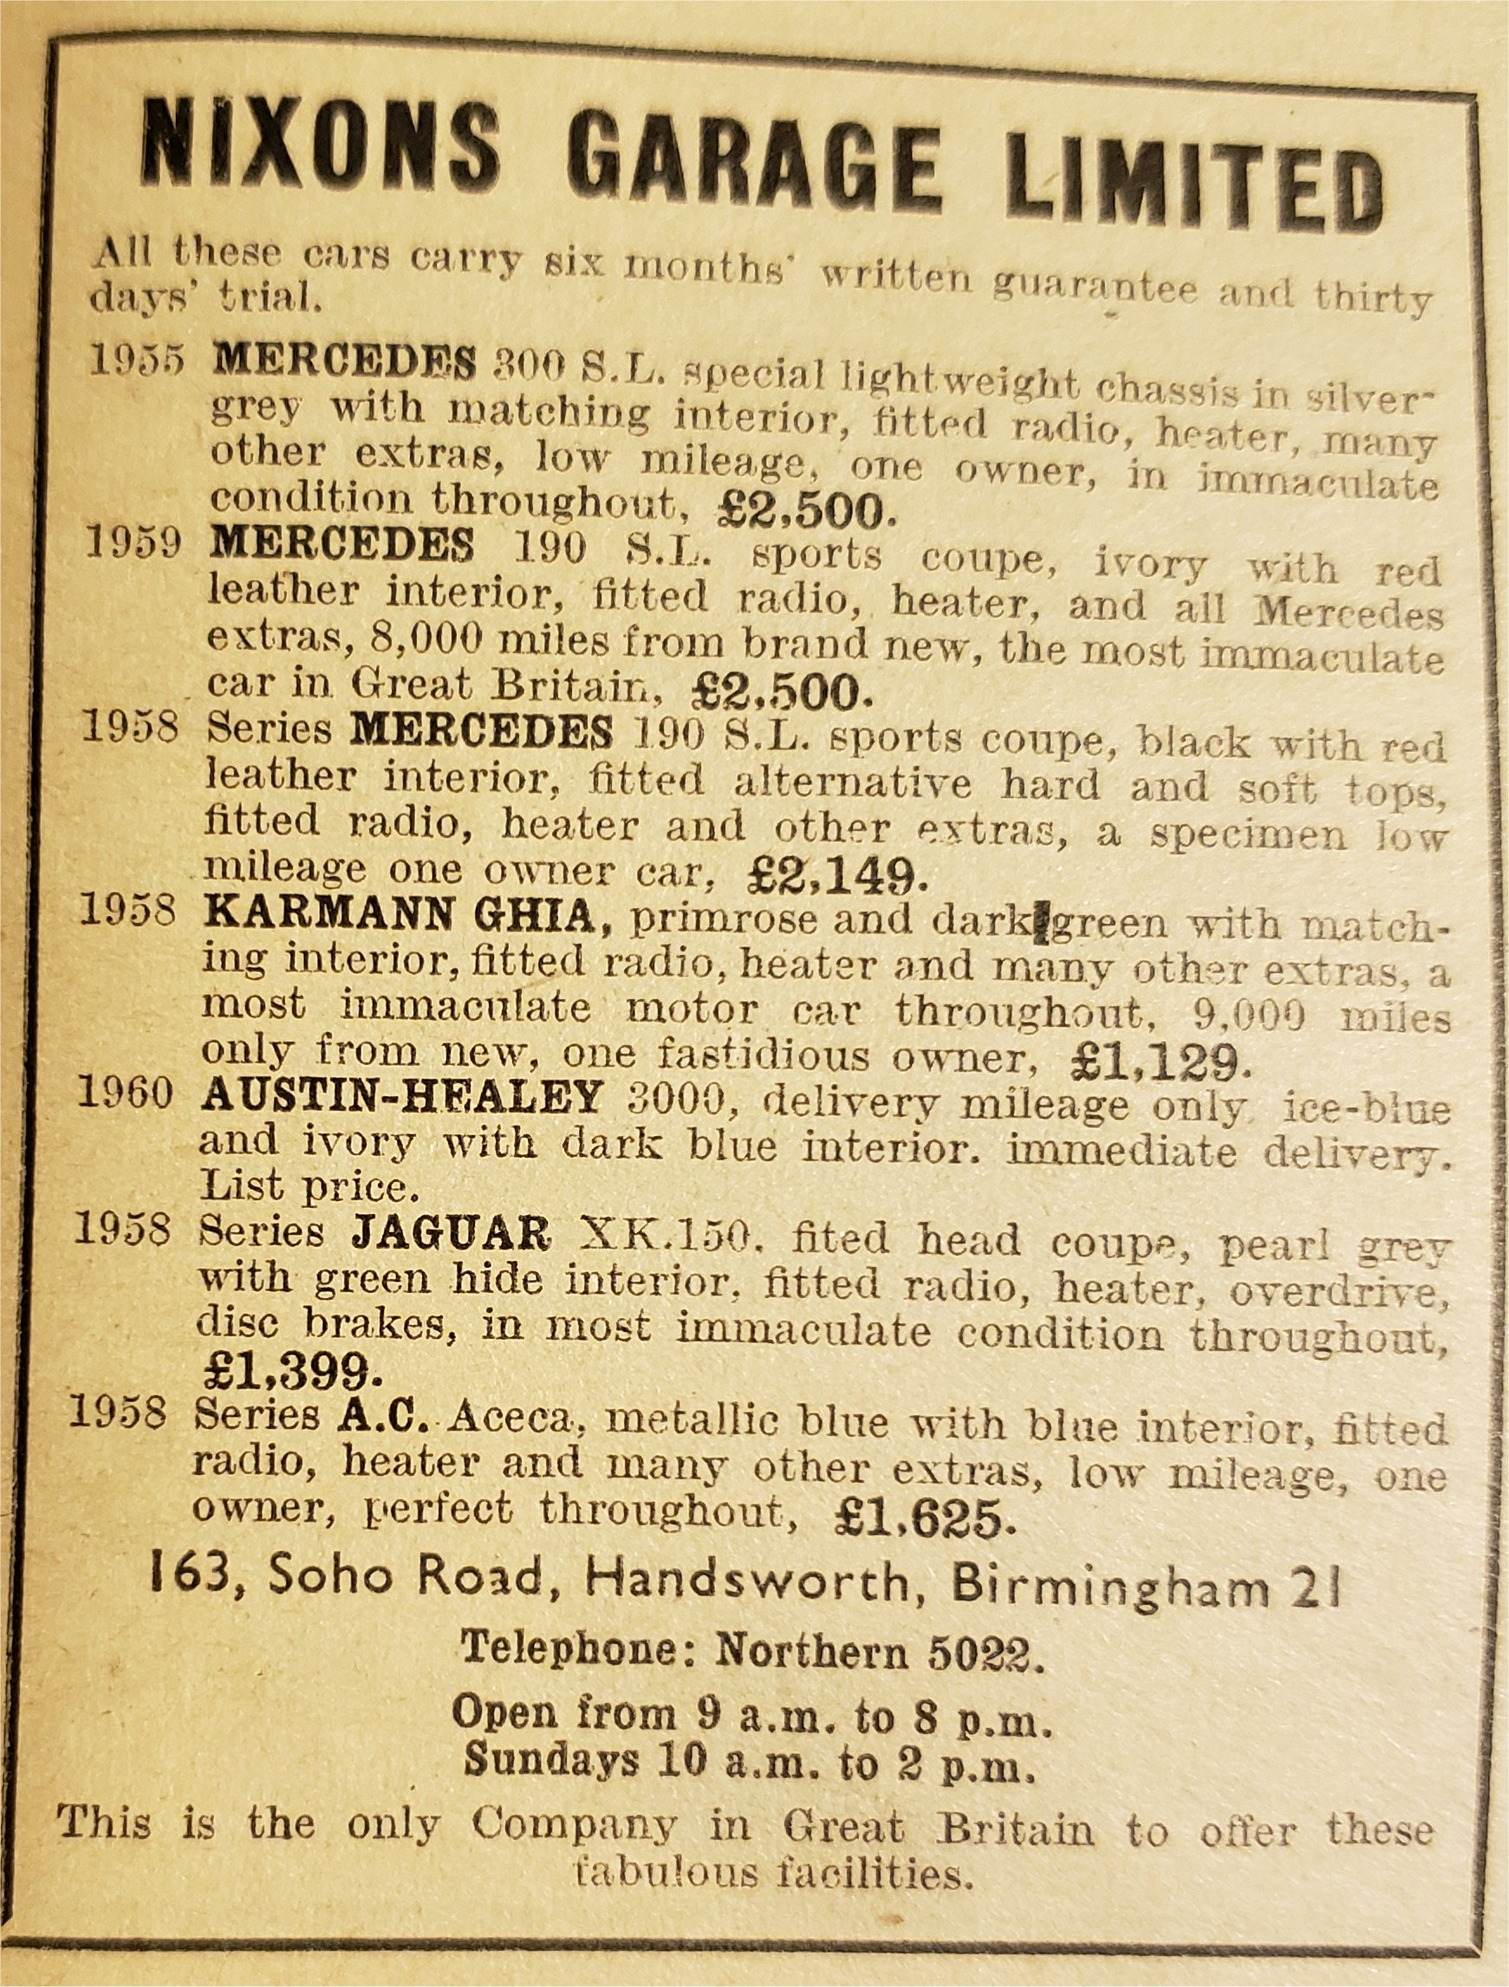 NIXONS GARAGE LIMITED
All these cars carry six months' written guarantee and thirty
days' trial.
1955 MERCEDES 300 S.L. special lightweight chassis in silver-
grey with matching interior, fitted radio, heater, many
other extras, low mileage, one owner, in immaculate
condition throughout, £2,500.
1959 MERCEDES 190 S.L. sports coupe, ivory with red
leather interior, fitted radio, heater, and all Mercedes
extras, 8,000 miles from brand new, the most immaculate
car in Great Britain, £2,500.
1958 Series MERCEDES 190 S.L. sports coupe, black with red
leather interior, fitted alternative hard and soft tops,
fitted radio, heater and other extras, a specimen low
mileage one owner car, £2,149.
1958 KARMANN GHIA, primrose and dark green with match-
ing interior, fitted radio, heater and many other extras, a
most immaculate motor car throughout, 9,000 miles
only from new, one fastidious owner, £1,129.
1960 AUSTIN-HEALEY 3000, delivery mileage only, ice-blue
and ivory with dark blue interior. immediate delivery.
List price.
1958 Series JAGUAR XK.150. fited head coupe, pearl grey
with green hide interior, fitted radio, heater, overdrive,
disc brakes, in most immaculate condition throughout,
£1,399.
1958 Series A.C. Aceca, metallic blue with blue interior, fitted
radio, heater and many other extras, low mileage, one
owner, perfect throughout, £1,625.
163, Soho Road, Handsworth, Birmingham 21
Telephone: Northern 5022.
Open from 9 a.m. to 8 p.m.
Sundays 10 a.m. to 2 p.m.
This is the only Company in Great Britain to offer these
fabulous facilities.